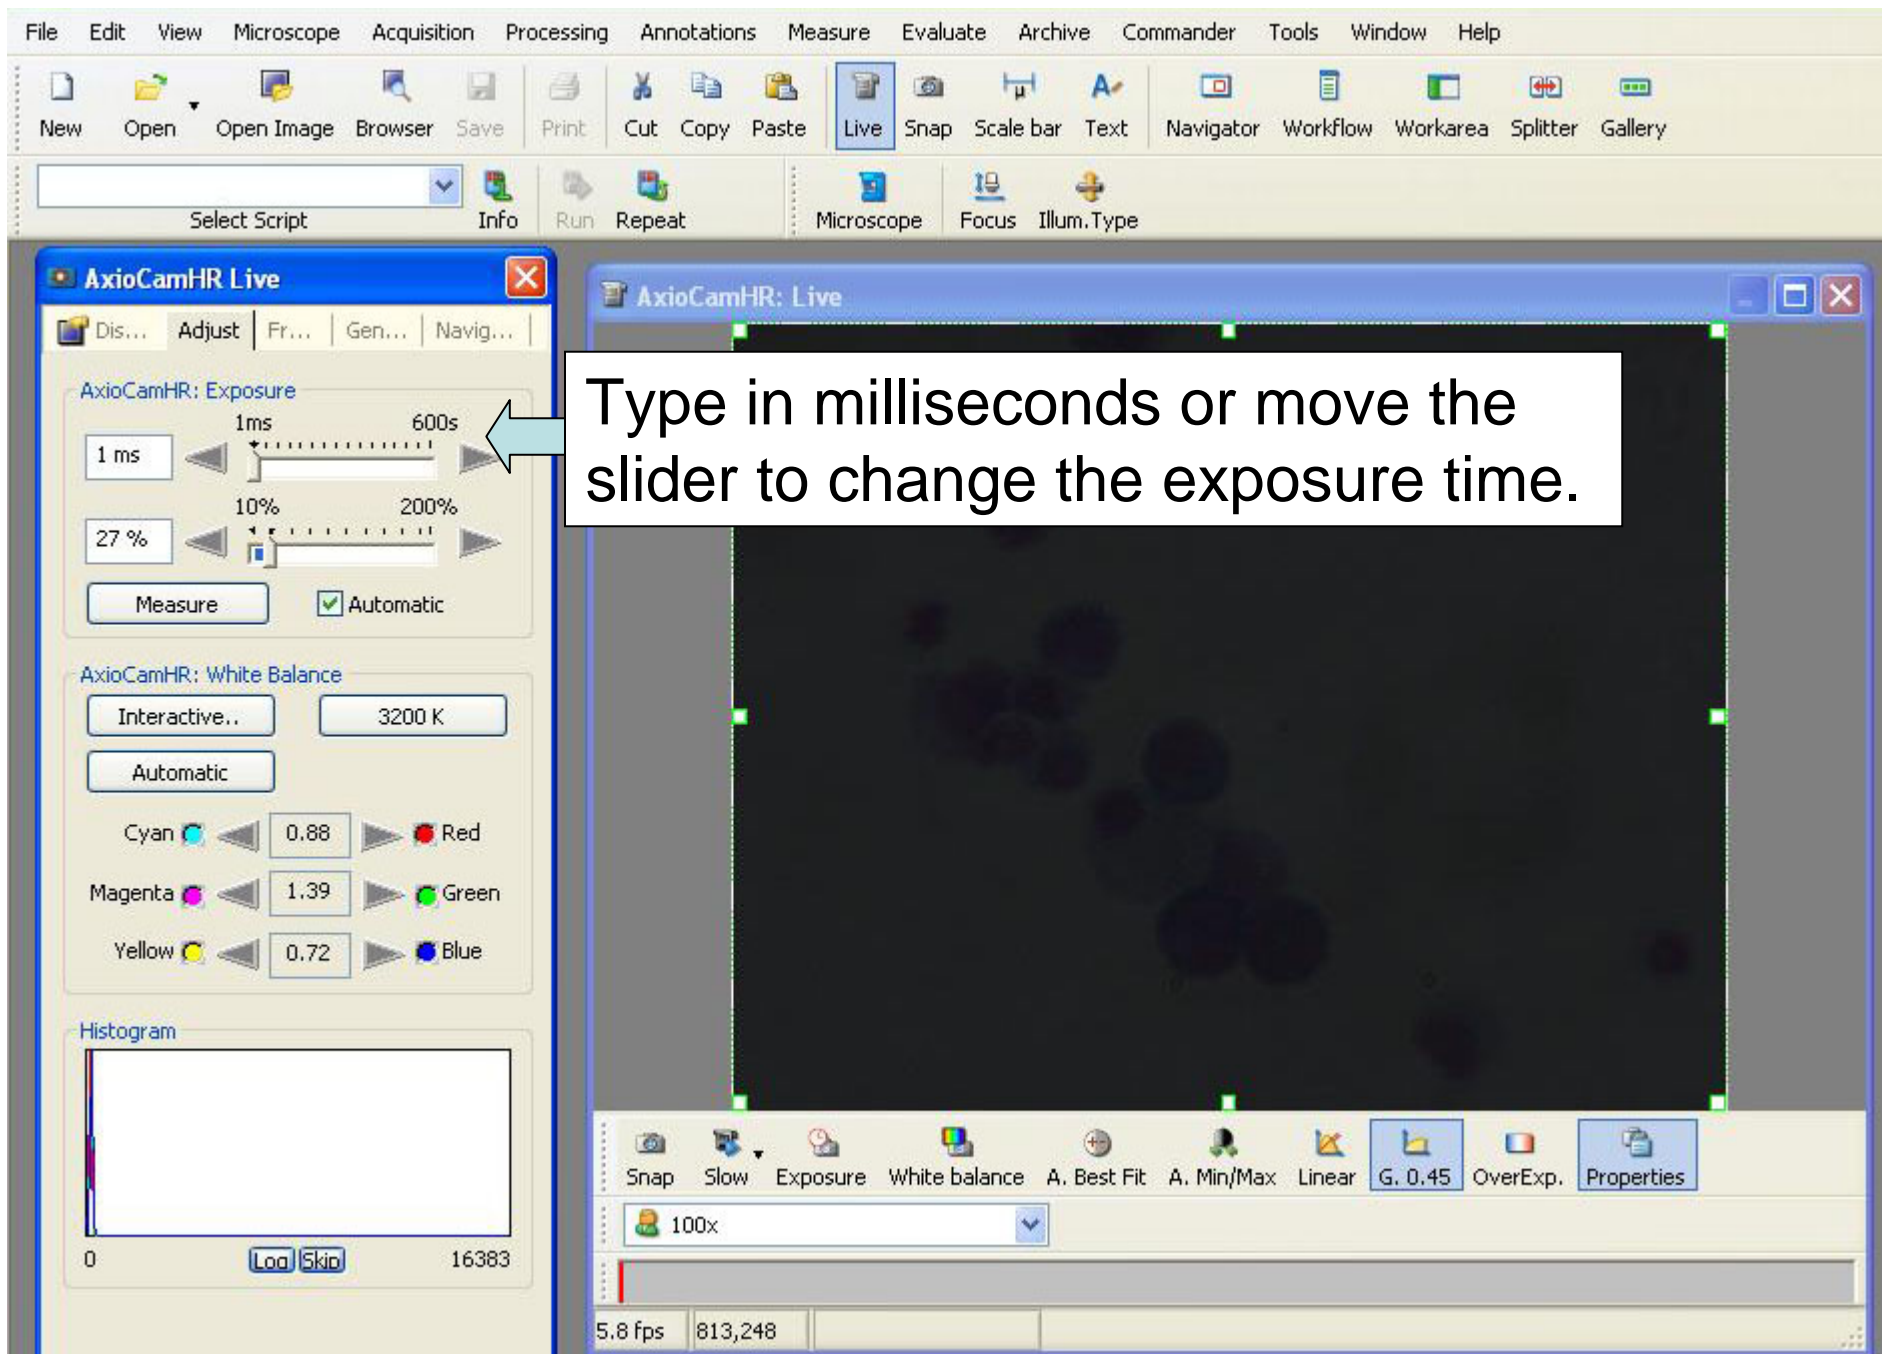 File Edit View Microscope Acquisition Processing Annotations Measure Evaluate Archive Commander Tools Window Help
New Open Open Image Browser Save Print Cut Copy Paste Live Snap Scale bar Text Navigator Workflow Workarea Splitter Gallery
Select Script Info Run Repeat Microscope Focus Illum.Type
AxioCamHR Live
Dis... Adjust Fr... Gen... Navig...
AxioCamHR: Exposure
1ms 600s
1 ms
10% 200%
27 %
Measure Automatic
AxioCamHR: White Balance
Interactive.. 3200 K
Automatic
Cyan 0.88 Red
Magenta 1.39 Green
Yellow 0.72 Blue
Histogram
0 Log Skip 16383
AxioCamHR: Live
Type in milliseconds or move the
slider to change the exposure time.
Snap Slow Exposure White balance A. Best Fit A. Min/Max Linear G. 0.45 OverExp. Properties
100x
5.8 fps 813,248